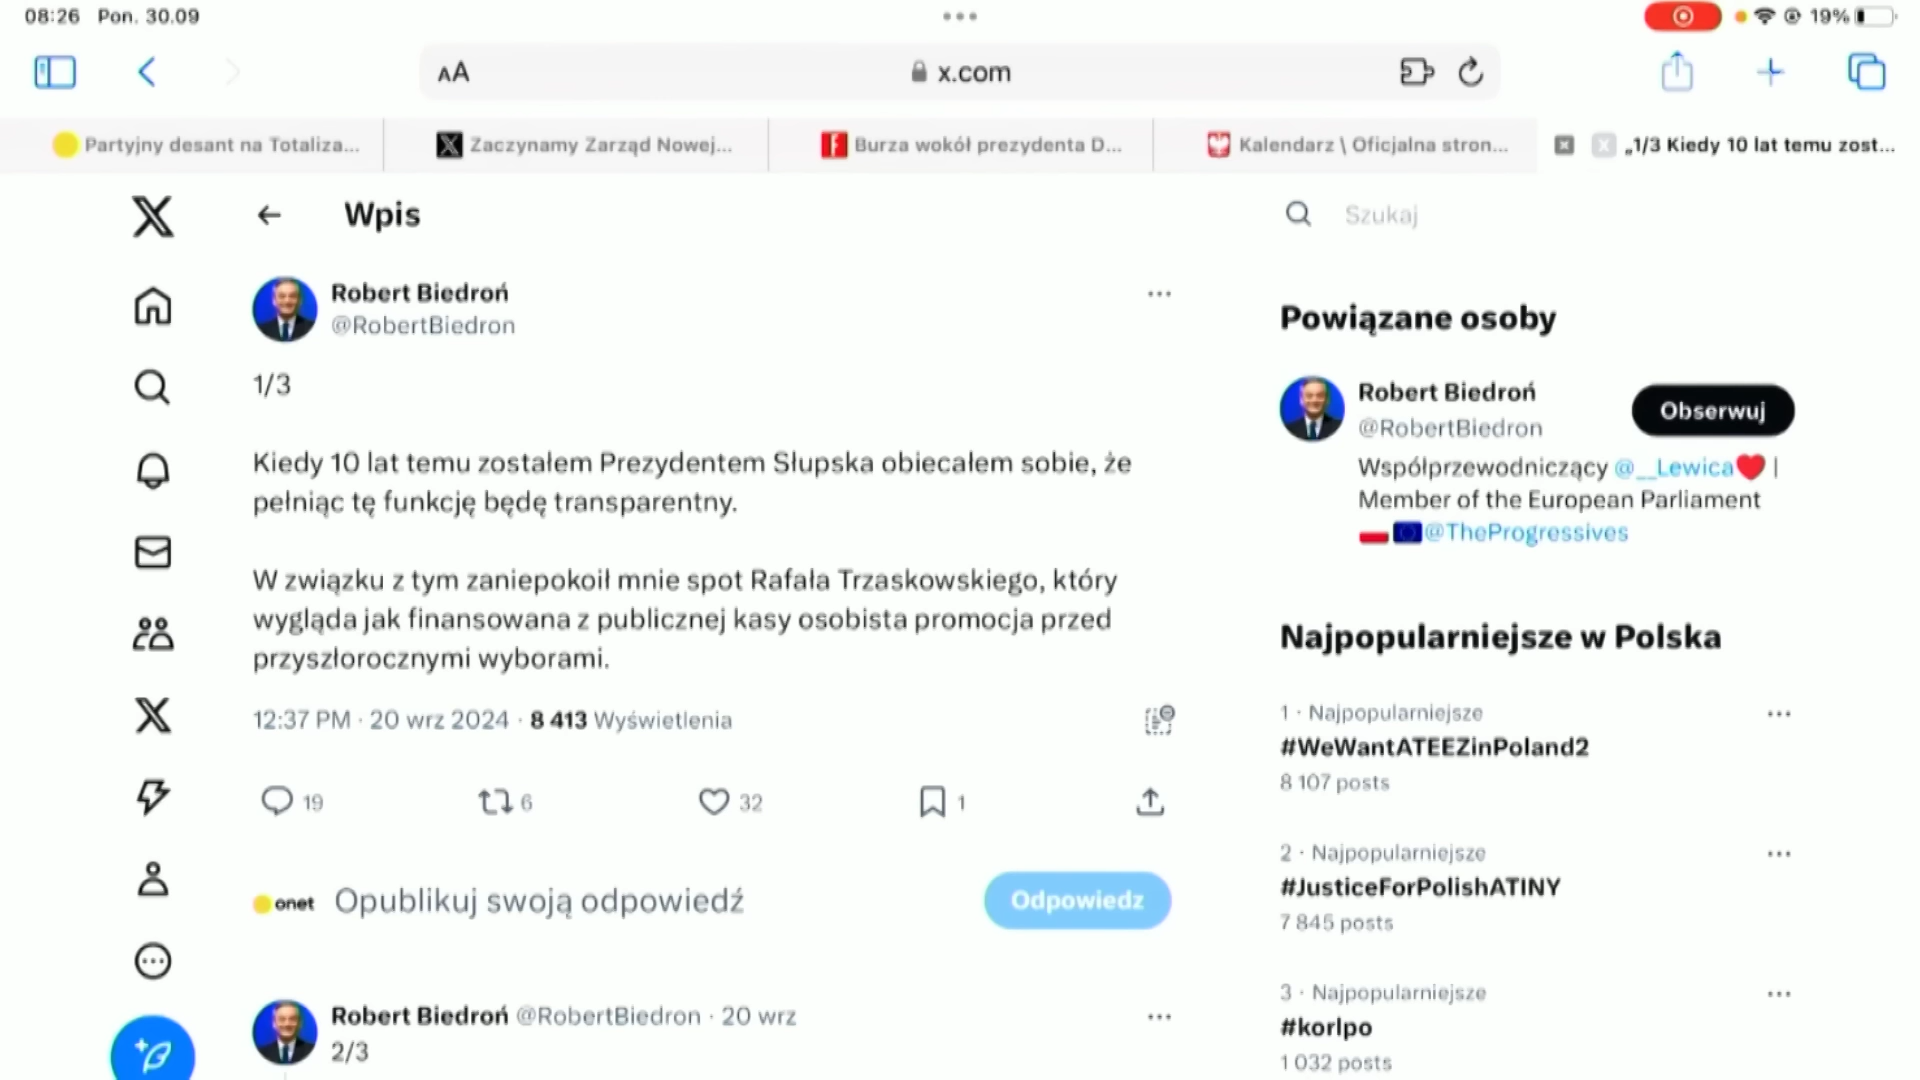 08:26 Pon. 30.09
19%
AA
x.com
Partyjny desant na Totaliza...
Zaczynamy Zarząd Nowej...
Burza wokół prezydenta D...
Kalendarz \ Oficjalna stron...
„1/3 Kiedy 10 lat temu zost...
Wpis
Szukaj
Robert Biedroń
@RobertBiedron
1/3
Kiedy 10 lat temu zostałem Prezydentem Słupska obiecałem sobie, że
pełniąc tę funkcję będę transparentny.
W związku z tym zaniepokoił mnie spot Rafała Trzaskowskiego, który
wygląda jak finansowana z publicznej kasy osobista promocja przed
przyszłorocznymi wyborami.
12:37 PM · 20 wrz 2024 · 8 413 Wyświetlenia
19 6 32 1
onet Opublikuj swoją odpowiedź
Odpowiedz
Robert Biedroń @RobertBiedron · 20 wrz
2/3
Powiązane osoby
Robert Biedroń
@RobertBiedron
Obserwuj
Współprzewodniczący @__Lewica❤️ |
Member of the European Parliament
🇵🇱🇪🇺@TheProgressives
Najpopularniejsze w Polska
1 · Najpopularniejsze
#WeWantATEEZinPoland2
8 107 posts
2 · Najpopularniejsze
#JusticeForPolishATINY
7 845 posts
3 · Najpopularniejsze
#korlpo
1 032 posts